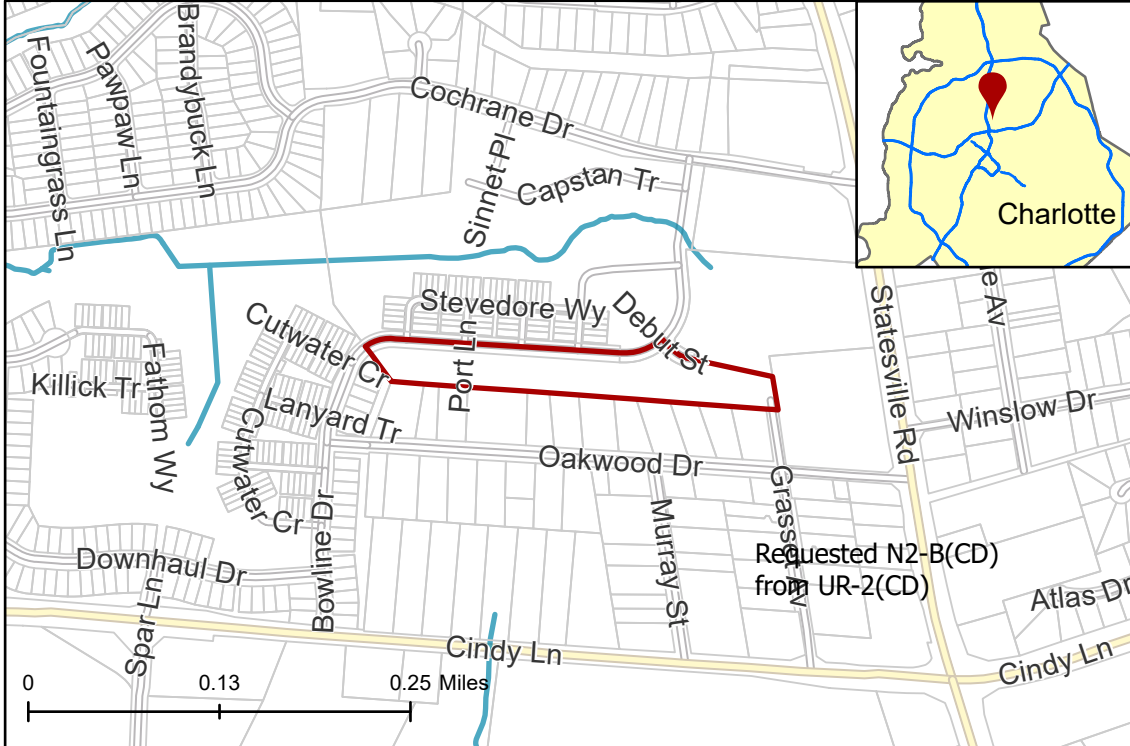 Fountaingrass Ln
Pawpaw Ln
Brandybuck Ln
Cochrane Dr
Sinnet Pl
Capstan Tr
Charlotte
Stevedore Wy
Debut St
Cutwater Cr
Port Ln
Statesville Rd
e Av
Killick Tr
Fathom Wy
Lanyard Tr
Cutwater Cr
Winslow Dr
Oakwood Dr
Bowline Dr
Murray St
Grasset Av
Requested N2-B(CD)
from UR-2(CD)
Downhaul Dr
Spar Ln
Atlas Dr
Cindy Ln
Cindy Ln
0
0.13
0.25 Miles